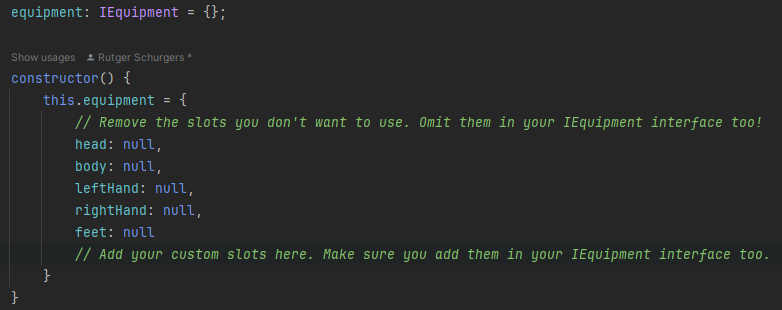 equipment: IEquipment = {};
Show usages Rutger Schurgers *
constructor() {
this.equipment = {
// Remove the slots you don't want to use. Omit them in your IEquipment interface too!
head: null,
body: null,
leftHand: null,
rightHand: null,
feet: null
// Add your custom slots here. Make sure you add them in your IEquipment interface too.
}
}